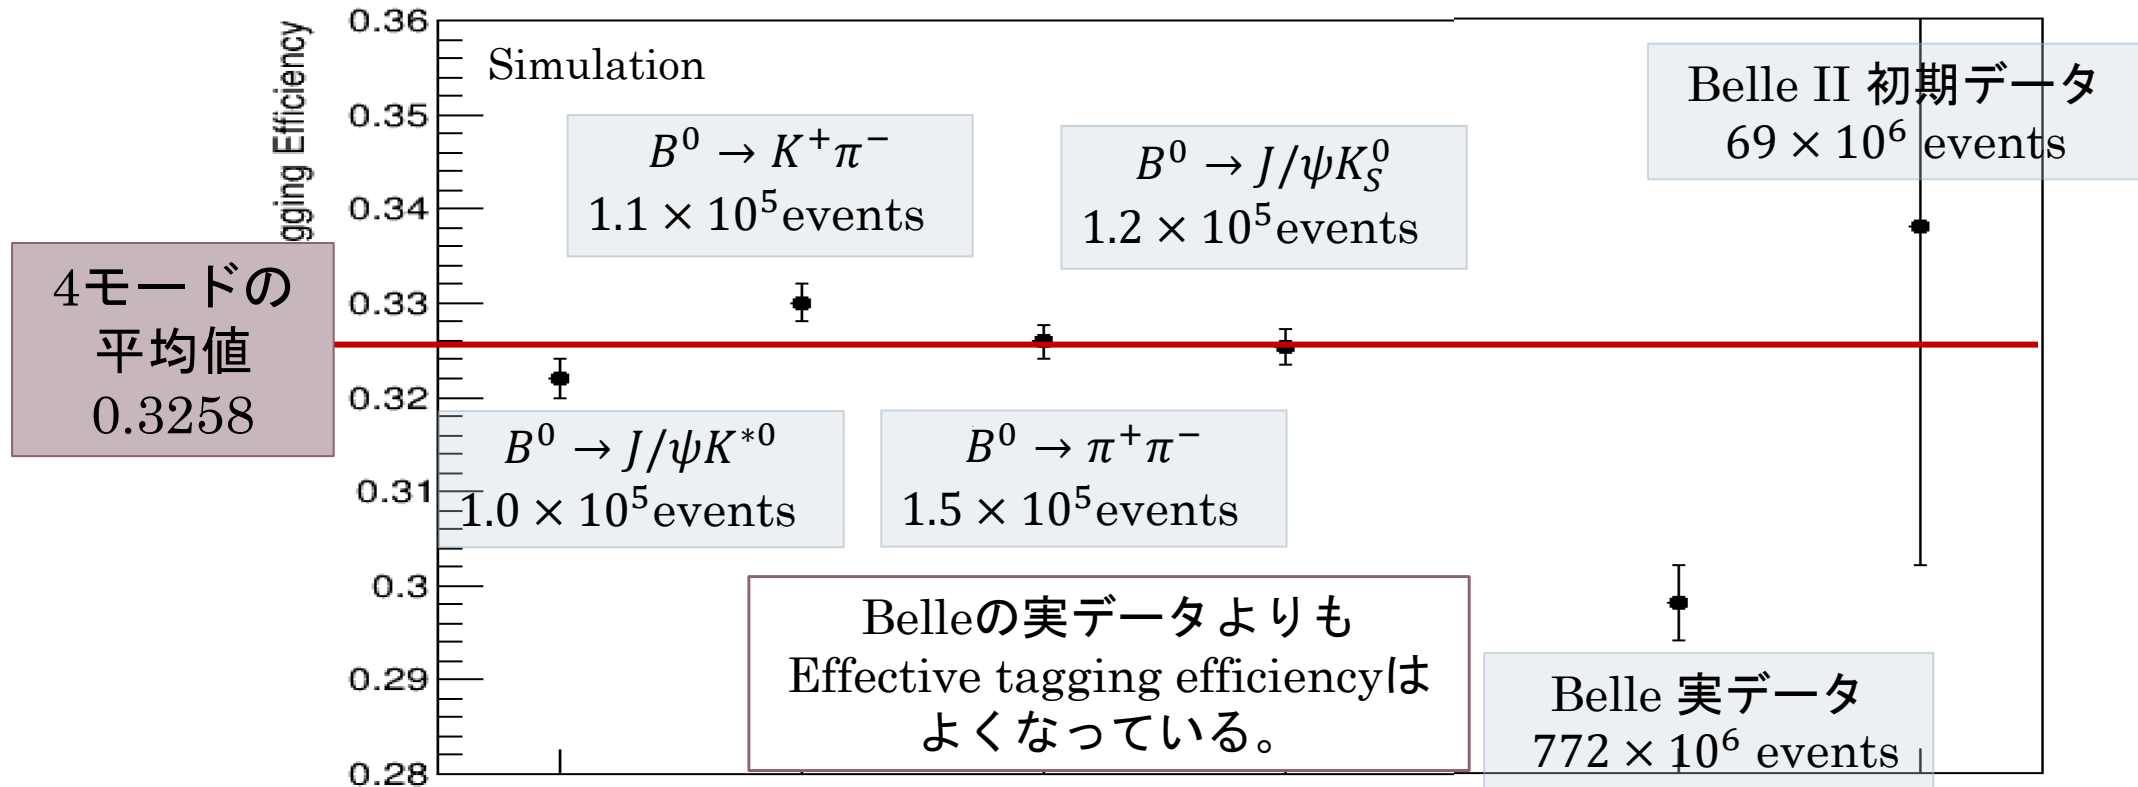 gging Efficiency
0.36
0.35
0.34
0.33
0.32
0.31
0.3
0.29
0.28
Simulation
B⁰ → K⁺π⁻
1.1 × 10⁵events
B⁰ → J/ψK_S⁰
1.2 × 10⁵events
Belle II 初期データ
69 × 10⁶ events
4モードの
平均値
0.3258
B⁰ → J/ψK*⁰
1.0 × 10⁵events
B⁰ → π⁺π⁻
1.5 × 10⁵events
Belleの実データよりも
Effective tagging efficiencyは
よくなっている。
Belle 実データ
772 × 10⁶ events